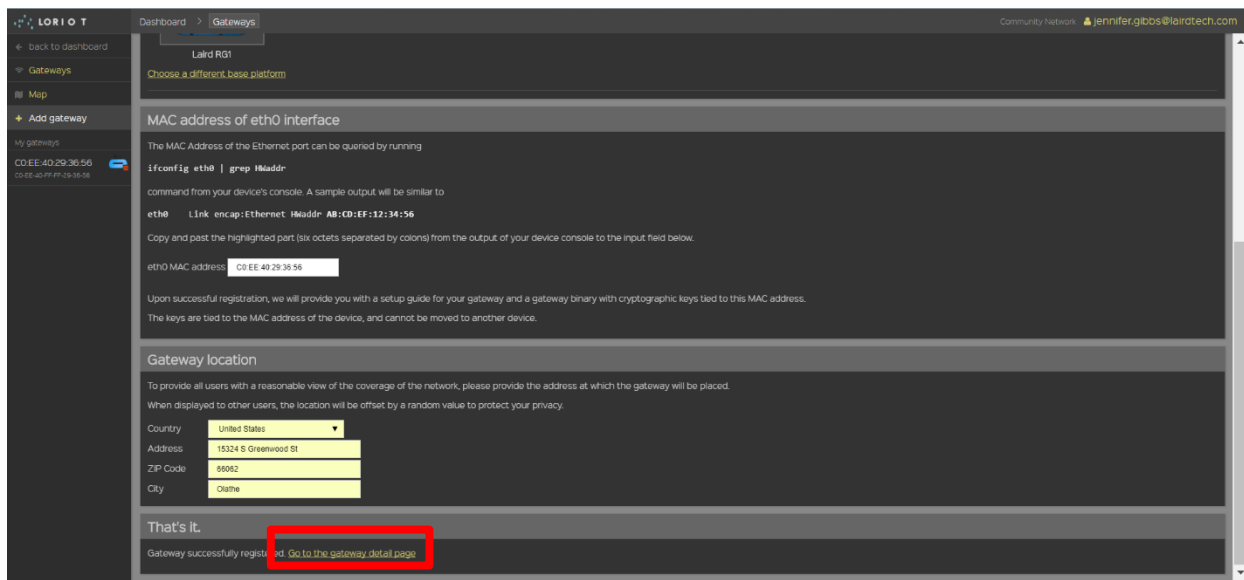 LORIOT
Dashboard > Gateways
Community Network jennifer.gibbs@lairdtech.com
← back to dashboard
Gateways
Map
+ Add gateway
My gateways
C0:EE:40:29:36:56
C0-EE-40-FF-FF-29-36-56
Laird RG1
Choose a different base platform
MAC address of eth0 interface
The MAC Address of the Ethernet port can be queried by running
ifconfig eth0 | grep HWaddr
command from your device's console. A sample output will be similar to
eth0 Link encap:Ethernet HWaddr AB:CD:EF:12:34:56
Copy and past the highlighted part (six octets separated by colons) from the output of your device console to the input field below.
eth0 MAC address C0:EE:40:29:36:56
Upon successful registration, we will provide you with a setup guide for your gateway and a gateway binary with cryptographic keys tied to this MAC address.
The keys are tied to the MAC address of the device, and cannot be moved to another device.
Gateway location
To provide all users with a reasonable view of the coverage of the network, please provide the address at which the gateway will be placed.
When displayed to other users, the location will be offset by a random value to protect your privacy.
Country United States
Address 15324 S Greenwood St
ZIP Code 66062
City Olathe
That's it.
Gateway successfully registered. Go to the gateway detail page